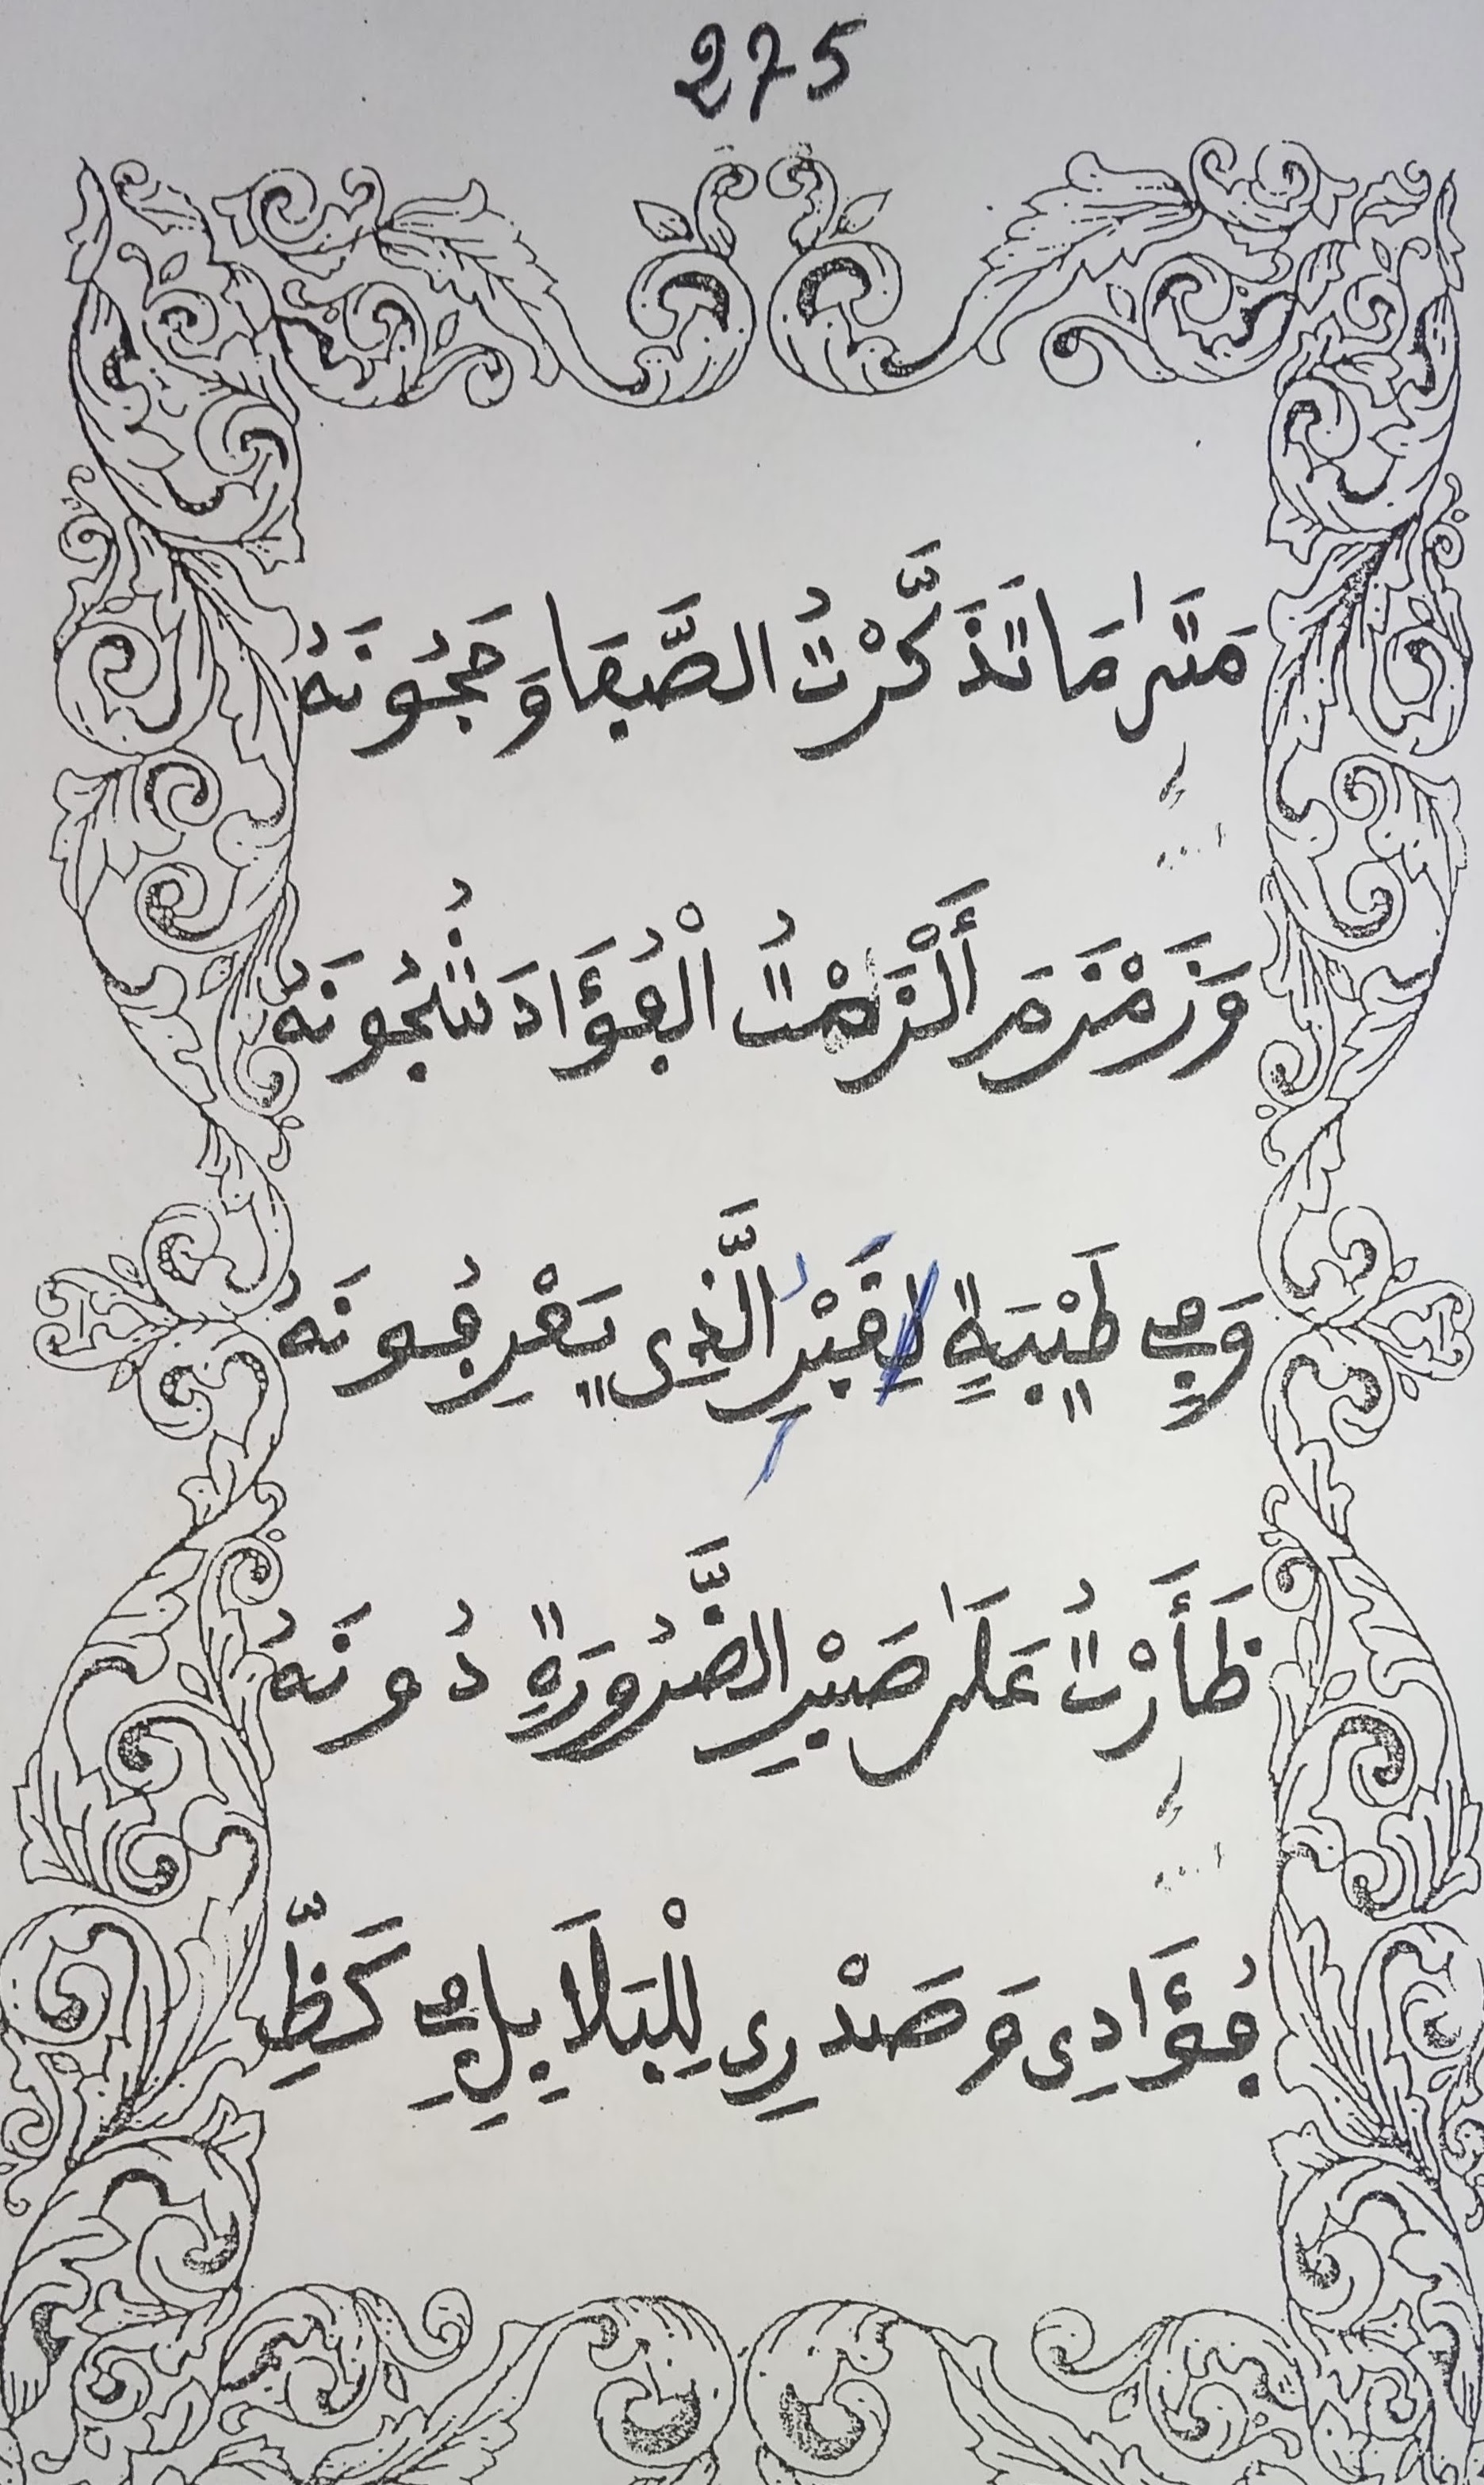 275
مَتَىٰ مَا تَذَكَّرْتُ الصَّفَا وَحَجُونَهُ
وَزَمْزَمَ أَلْزَمْتُ الْفُؤَادَ شُجُونَهُ
وَفِي طَيْبَةٍ لِقَبْرِ الَّذِي يَعْرِفُونَهُ
ظَأَرْتُ عَلَىٰ صَبْرِ الضَّرُورَةِ دُونَهُ
فُؤَادِي وَصَدْرِي لِلْبَلَابِلِ فِي كَظِّ